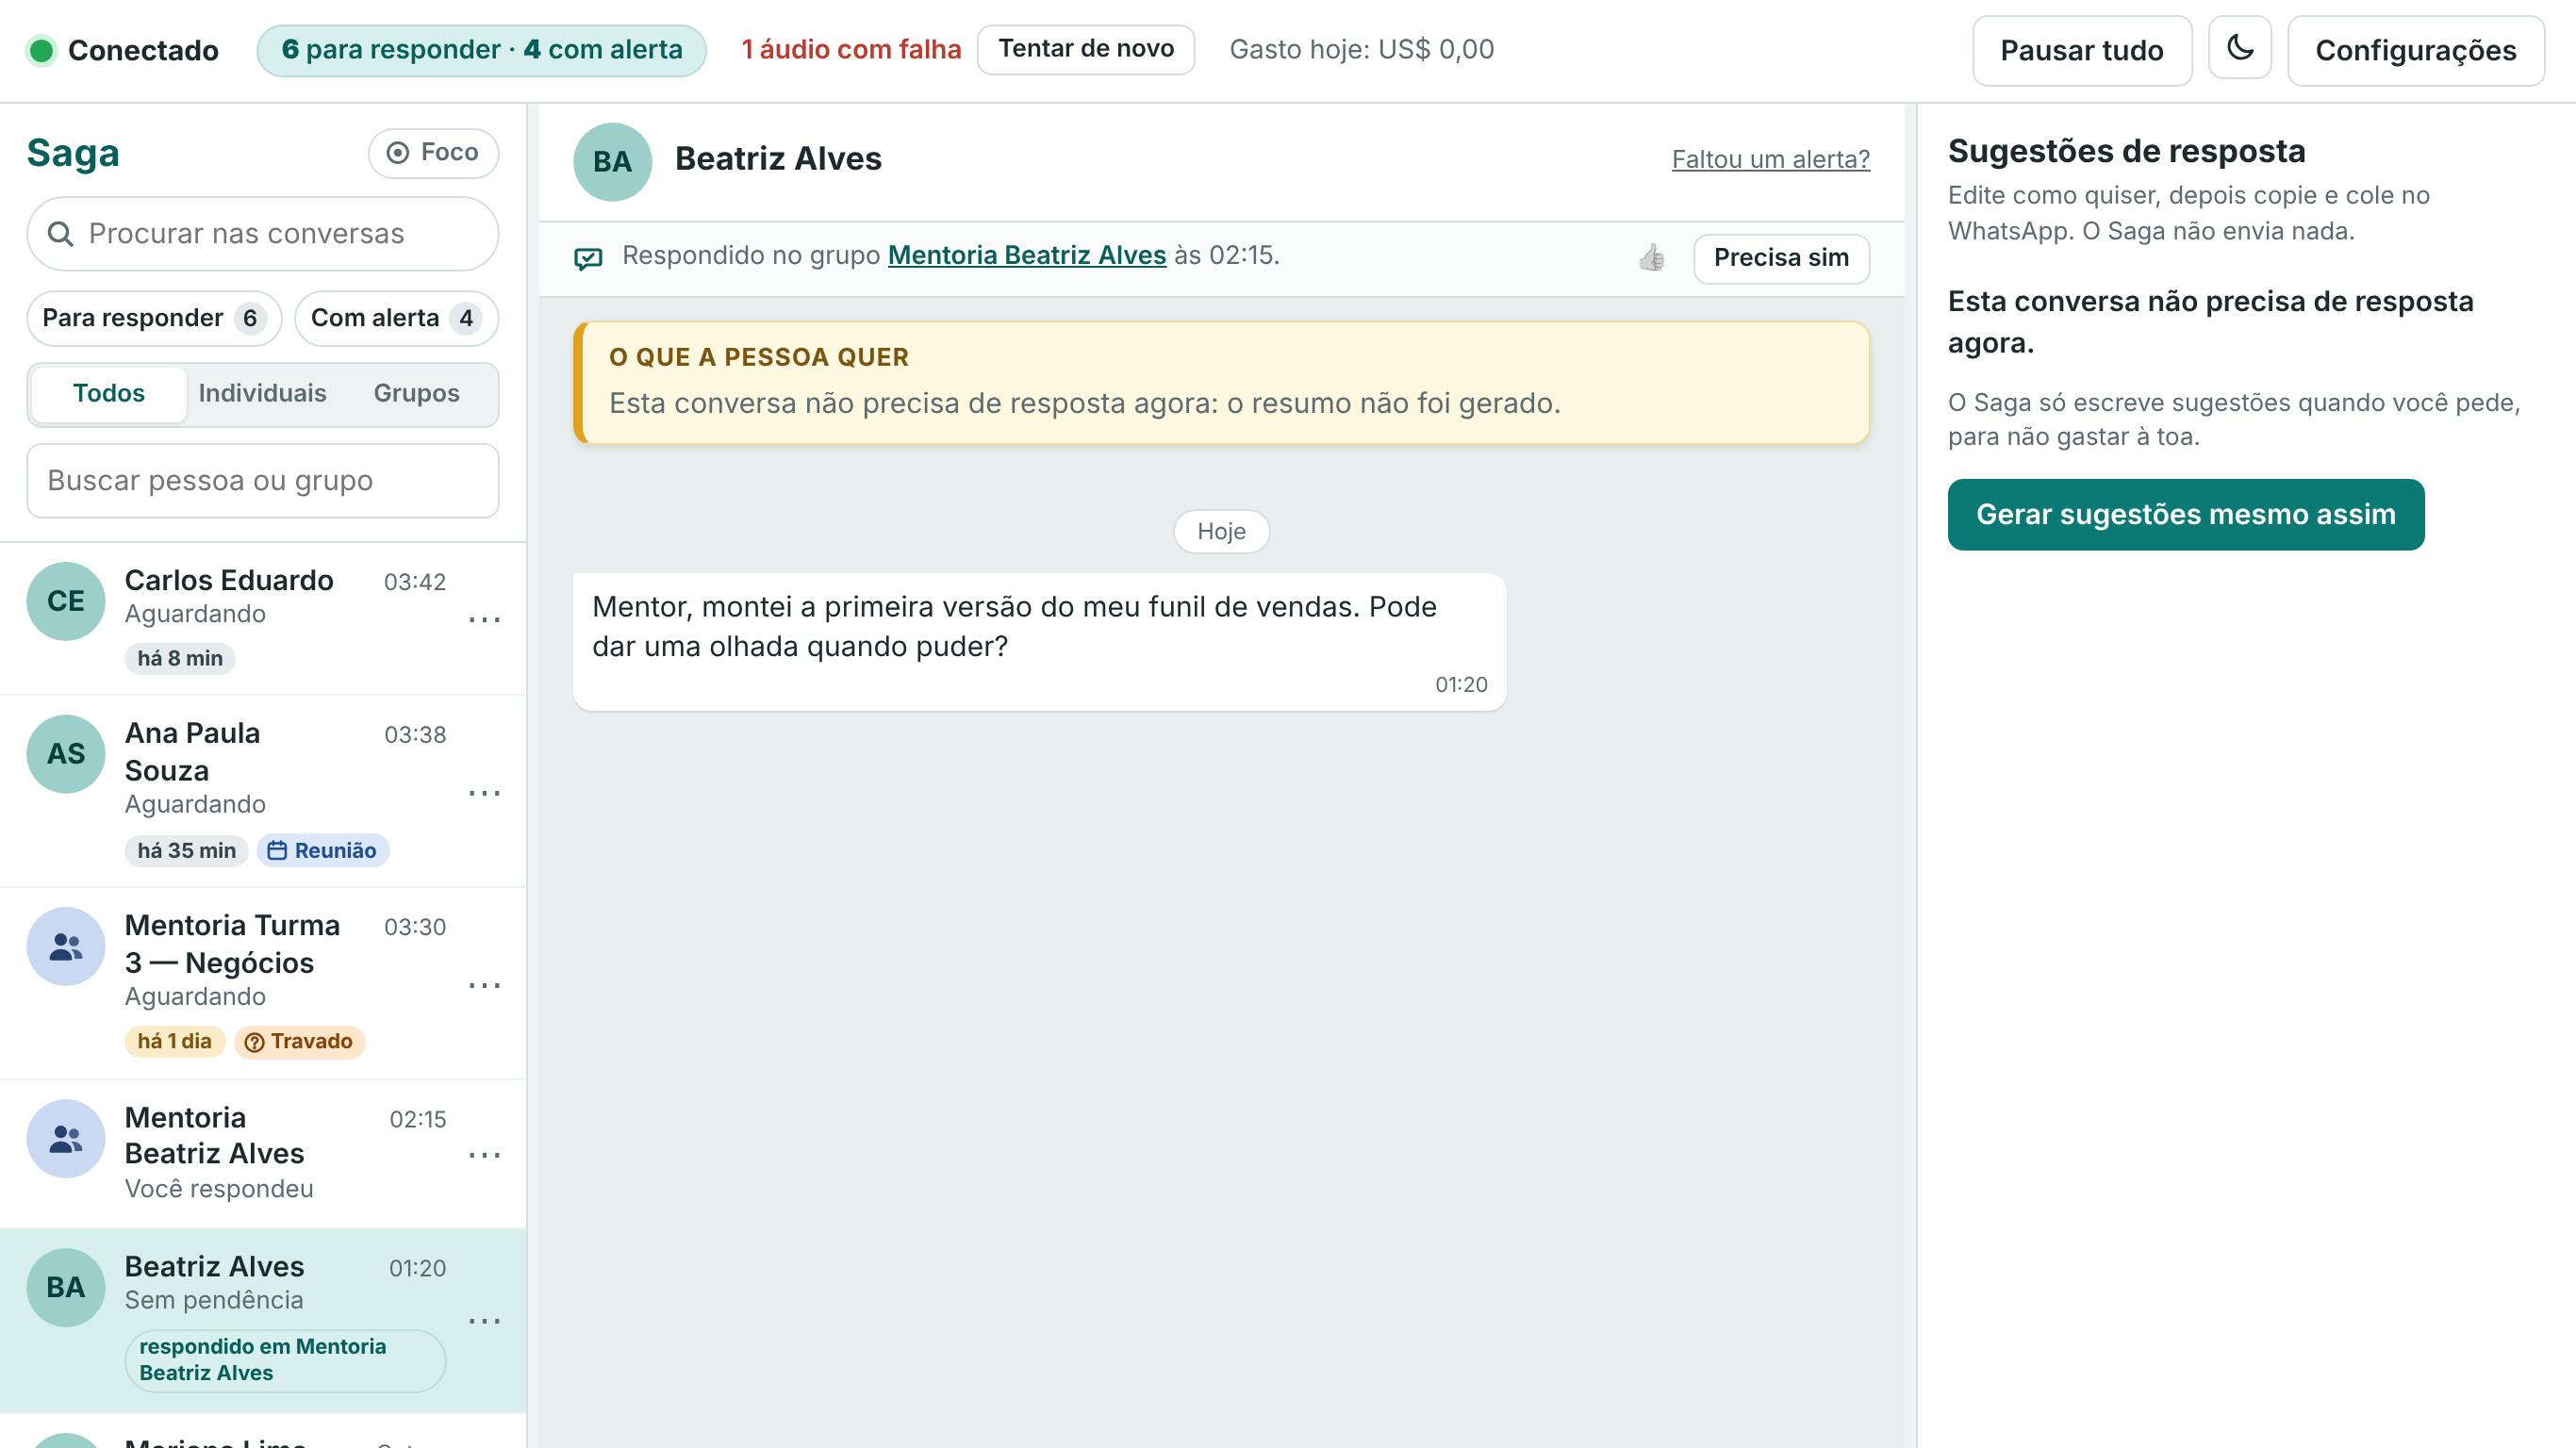 Conectado
6 para responder · 4 com alerta
1 áudio com falha
Tentar de novo
Gasto hoje: US$ 0,00
Pausar tudo
Configurações
Saga
Foco
Procurar nas conversas
Para responder 6
Com alerta 4
Todos
Individuais
Grupos
Buscar pessoa ou grupo
CE
Carlos Eduardo
03:42
Aguardando
há 8 min
AS
Ana Paula
Souza
03:38
Aguardando
há 35 min
Reunião
Mentoria Turma
3 — Negócios
03:30
Aguardando
há 1 dia
Travado
Mentoria
Beatriz Alves
02:15
Você respondeu
BA
Beatriz Alves
01:20
Sem pendência
respondido em Mentoria
Beatriz Alves
BA
Beatriz Alves
Faltou um alerta?
Respondido no grupo Mentoria Beatriz Alves às 02:15.
Precisa sim
O QUE A PESSOA QUER
Esta conversa não precisa de resposta agora: o resumo não foi gerado.
Hoje
Mentor, montei a primeira versão do meu funil de vendas. Pode
dar uma olhada quando puder?
01:20
Sugestões de resposta
Edite como quiser, depois copie e cole no
WhatsApp. O Saga não envia nada.
Esta conversa não precisa de resposta
agora.
O Saga só escreve sugestões quando você pede,
para não gastar à toa.
Gerar sugestões mesmo assim